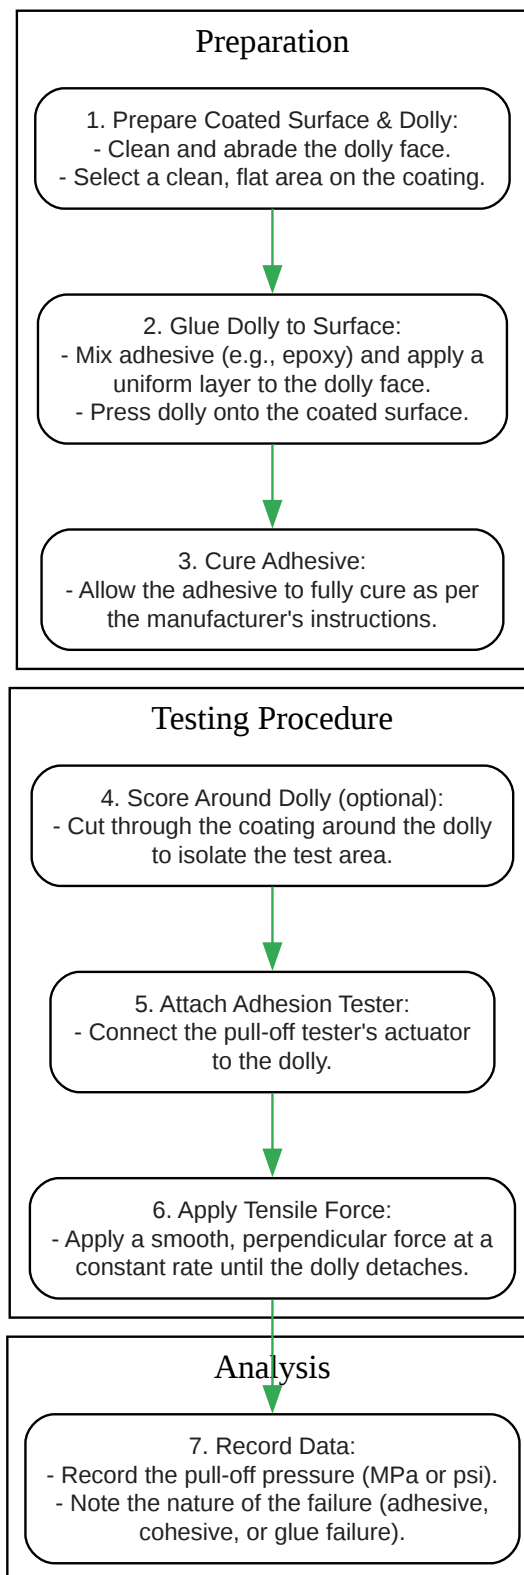 Preparation
1. Prepare Coated Surface & Dolly:
- Clean and abrade the dolly face.
- Select a clean, flat area on the coating.
2. Glue Dolly to Surface:
- Mix adhesive (e.g., epoxy) and apply a
uniform layer to the dolly face.
- Press dolly onto the coated surface.
3. Cure Adhesive:
- Allow the adhesive to fully cure as per
the manufacturer's instructions.
Testing Procedure
4. Score Around Dolly (optional):
- Cut through the coating around the dolly
to isolate the test area.
5. Attach Adhesion Tester:
- Connect the pull-off tester's actuator
to the dolly.
6. Apply Tensile Force:
- Apply a smooth, perpendicular force at a
constant rate until the dolly detaches.
Analysis
7. Record Data:
- Record the pull-off pressure (MPa or psi).
- Note the nature of the failure (adhesive,
cohesive, or glue failure).